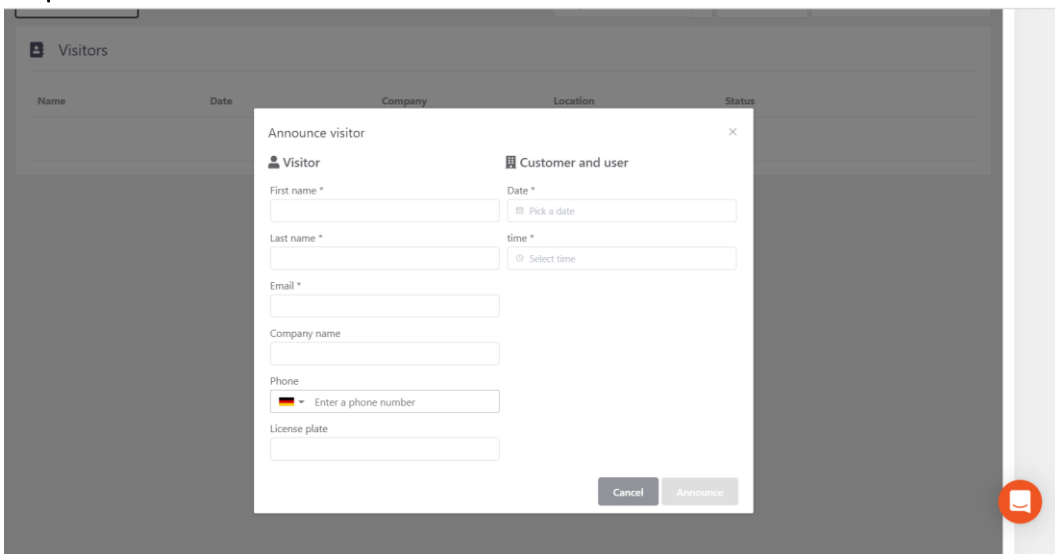 Visitors
Name Date Company Location Status
Announce visitor ×
Visitor
First name *
Last name *
Email *
Company name
Phone
Enter a phone number
License plate
Customer and user
Date *
Pick a date
time *
Select time
Cancel Announce